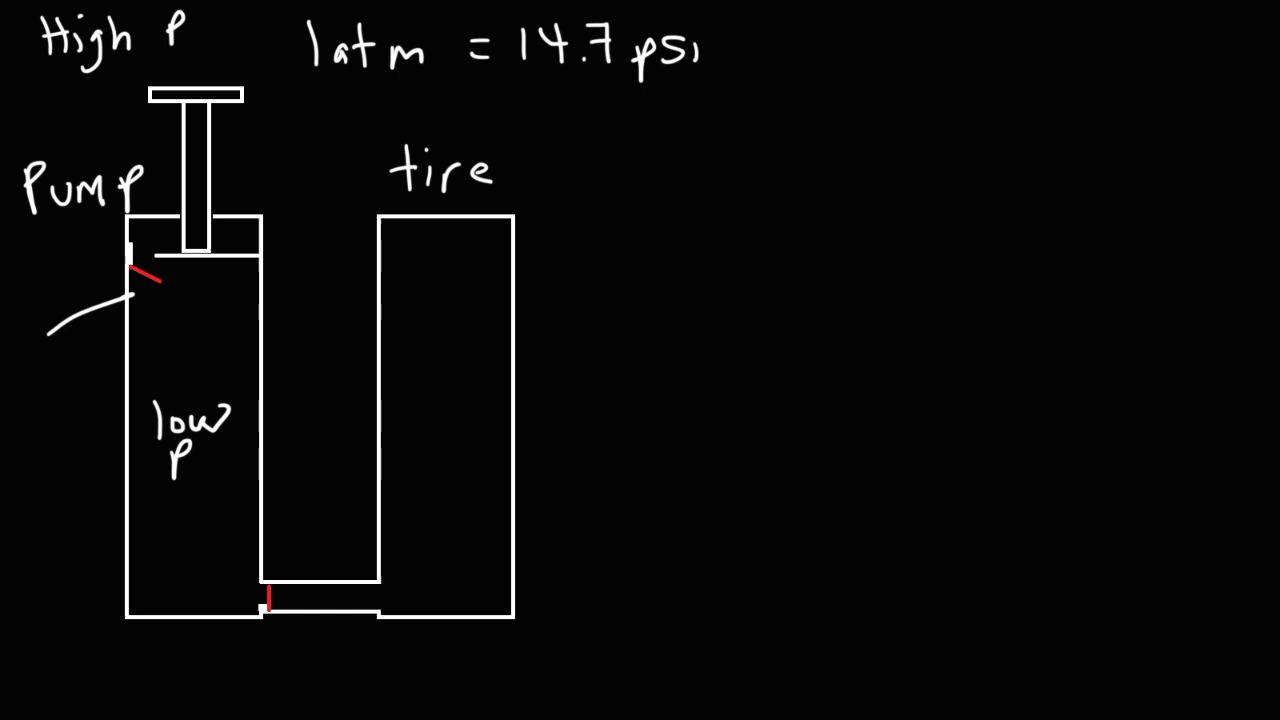 High P
1atm = 14.7 psi
Pump
tire
low
P